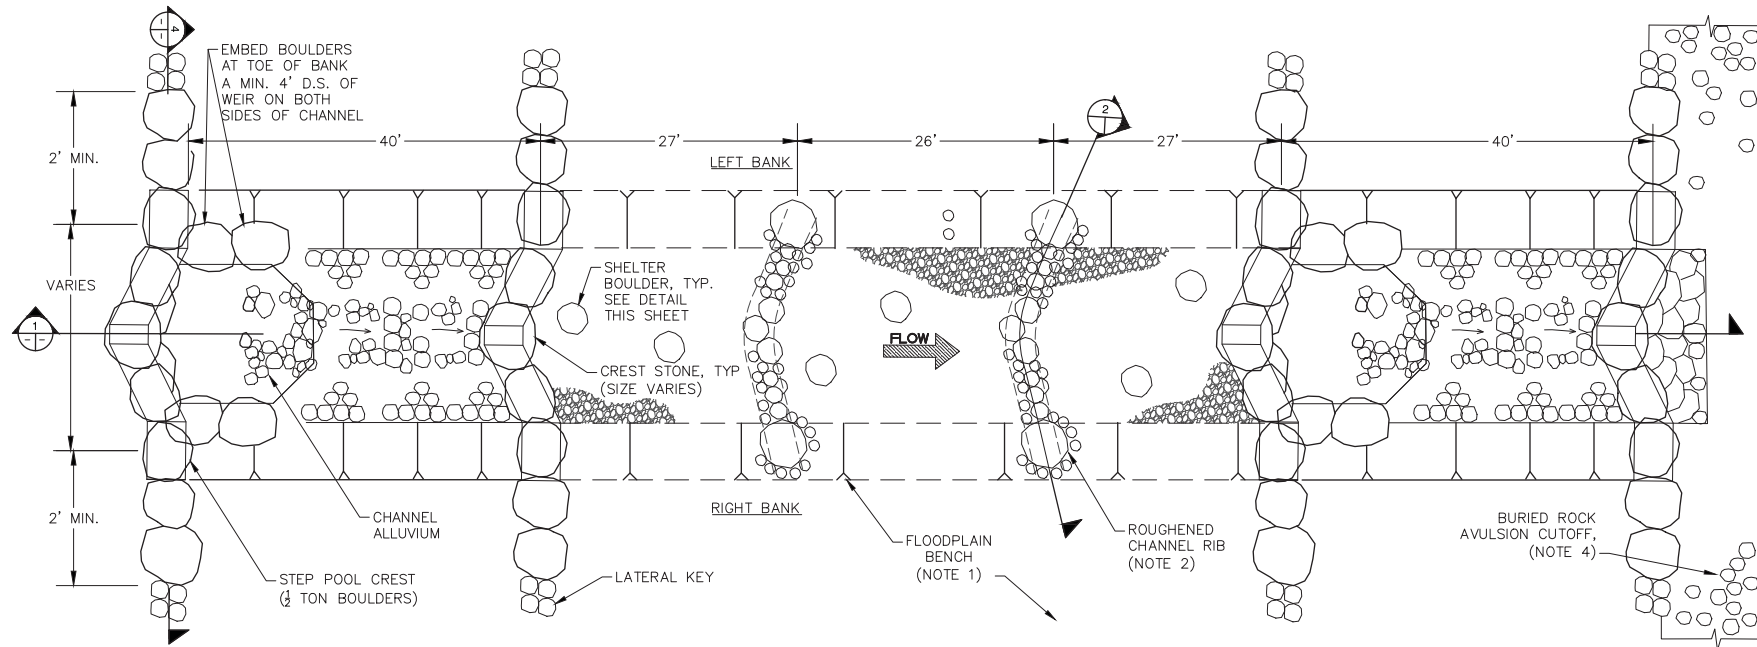 4
EMBED BOULDERS
AT TOE OF BANK
A MIN. 4' D.S. OF
WEIR ON BOTH
SIDES OF CHANNEL
2
40'
27'
26'
27'
40'
2' MIN.
LEFT BANK
SHELTER
BOULDER, TYP.
SEE DETAIL
THIS SHEET
VARIES
1
FLOW
CREST STONE, TYP
(SIZE VARIES)
2' MIN.
CHANNEL
ALLUVIUM
RIGHT BANK
FLOODPLAIN
BENCH
(NOTE 1)
ROUGHENED
CHANNEL RIB
(NOTE 2)
BURIED ROCK
AVULSION CUTOFF,
(NOTE 4)
STEP POOL CREST
(½ TON BOULDERS)
LATERAL KEY